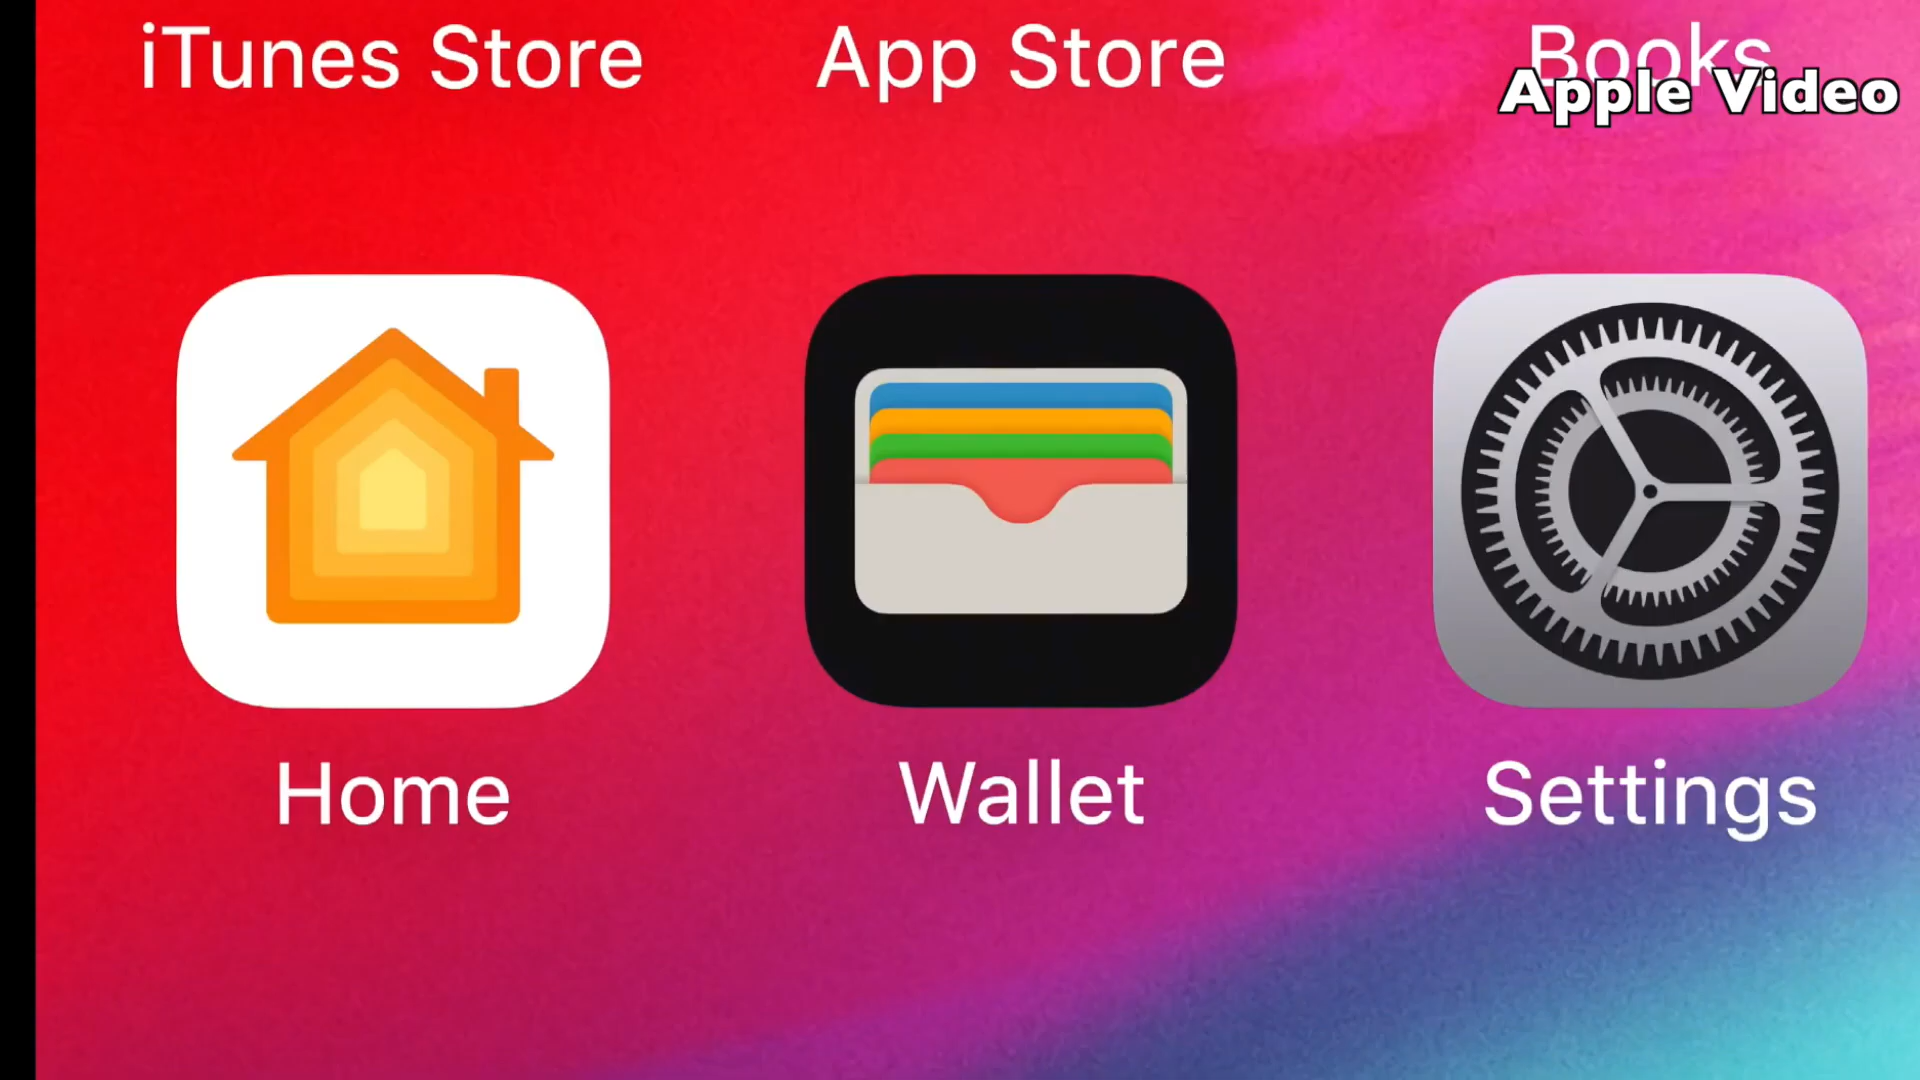 iTunes Store
App Store
Books
Apple Video
Home
Wallet
Settings